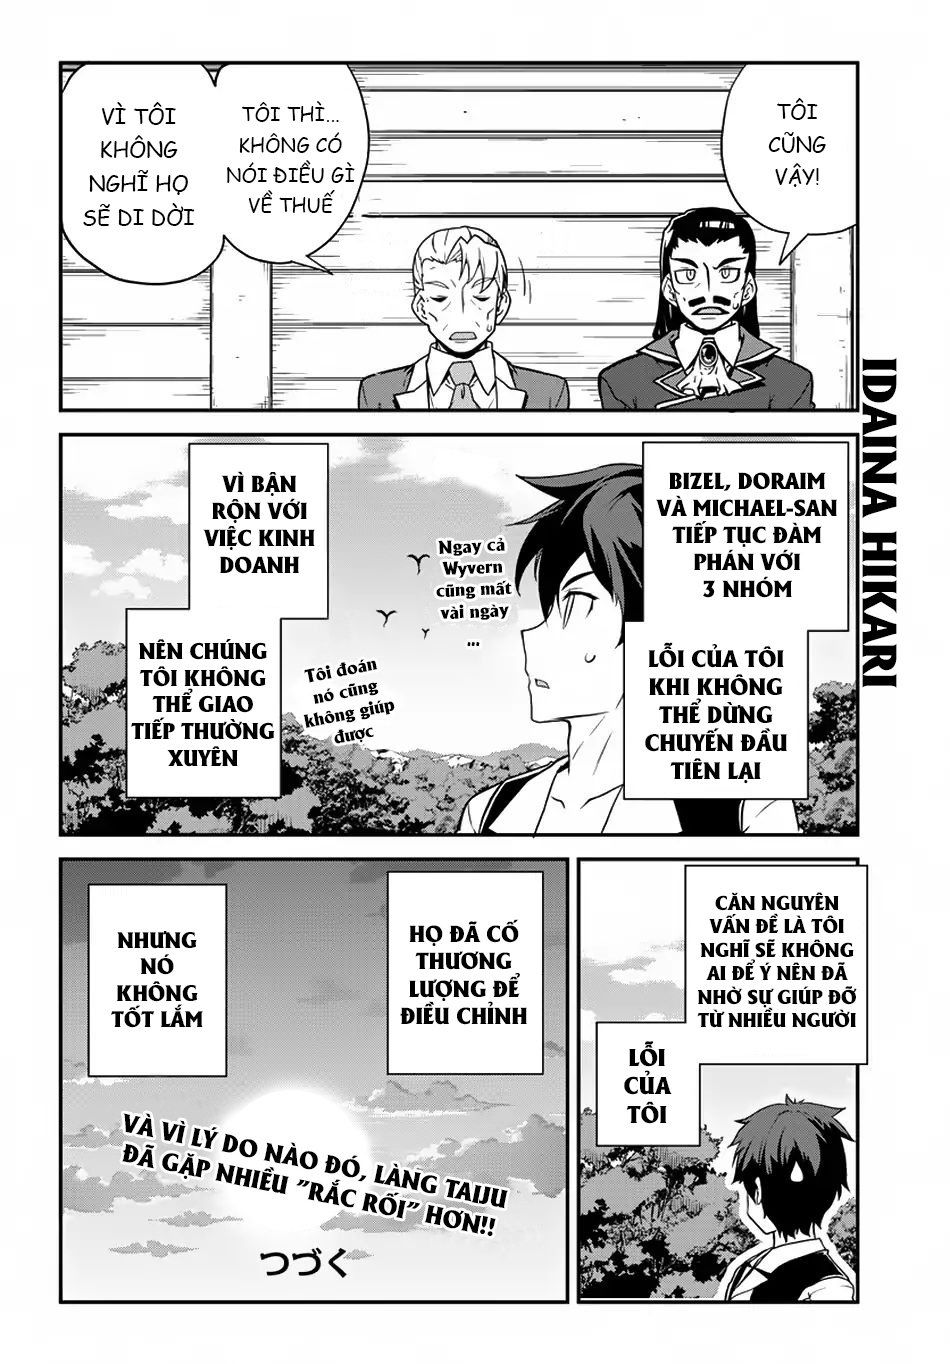 TÔI
CŨNG
VẬY!
TÔI THÌ...
KHÔNG CÓ
NÓI ĐIỀU GÌ
VỀ THUẾ
VÌ TÔI
KHÔNG
NGHĨ HỌ
SẼ DI DỜI
IDAINA HIKARI
BIZEL, DORAIM
VÀ MICHAEL-SAN
TIẾP TỤC ĐÀM
PHÁN VỚI
3 NHÓM
LỖI CỦA TÔI
KHI KHÔNG
THỂ DỪNG
CHUYẾN ĐẦU
TIÊN LẠI
Ngay cả
Wyvern
cũng mất
vài ngày
...
Tôi đoán
nó cũng
không giúp
được
VÌ BẬN
RỘN VỚI
VIỆC KINH
DOANH
NÊN CHÚNG
TÔI KHÔNG
THỂ GIAO
TIẾP THƯỜNG
XUYÊN
CĂN NGUYÊN
VẤN ĐỀ LÀ TÔI
NGHĨ SẼ KHÔNG
AI ĐỂ Ý NÊN ĐÃ
NHỜ SỰ GIÚP ĐỠ
TỪ NHIỀU NGƯỜI
LỖI
CỦA
TÔI
HỌ ĐÃ CỐ
THƯƠNG
LƯỢNG ĐỂ
ĐIỀU CHỈNH
NHƯNG
NÓ
KHÔNG
TỐT LẮM
VÀ VÌ LÝ DO NÀO ĐÓ, LÀNG TAIJU
ĐÃ GẶP NHIỀU "RẮC RỐI" HƠN!!
つづく